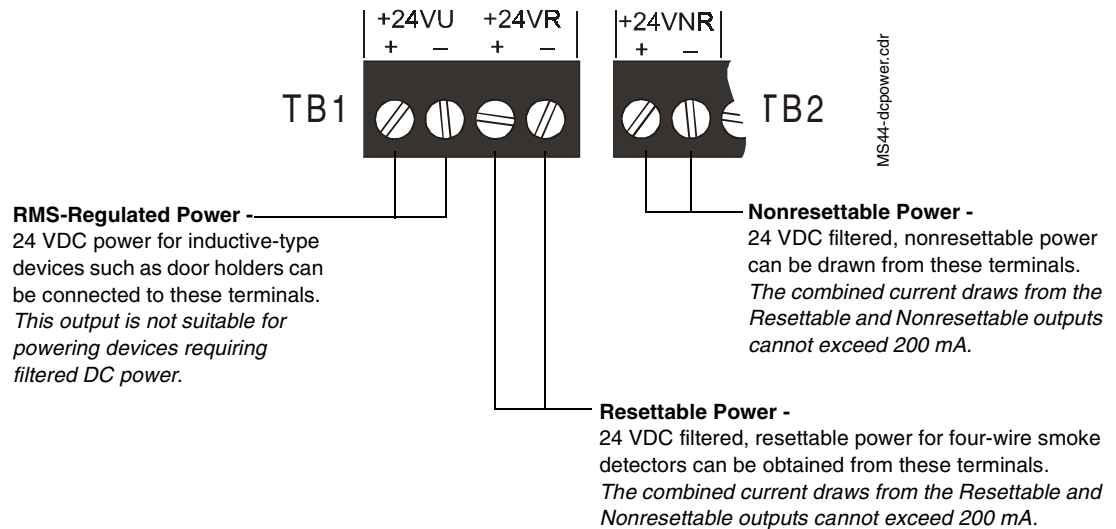 +24VU +24VR +24VNR
+ – + – + –
TB1 TB2
MS44-dcpower.cdr
RMS-Regulated Power -
24 VDC power for inductive-type
devices such as door holders can
be connected to these terminals.
This output is not suitable for
powering devices requiring
filtered DC power.
Nonresettable Power -
24 VDC filtered, nonresettable power
can be drawn from these terminals.
The combined current draws from the
Resettable and Nonresettable outputs
cannot exceed 200 mA.
Resettable Power -
24 VDC filtered, resettable power for four-wire smoke
detectors can be obtained from these terminals.
The combined current draws from the Resettable and
Nonresettable outputs cannot exceed 200 mA.